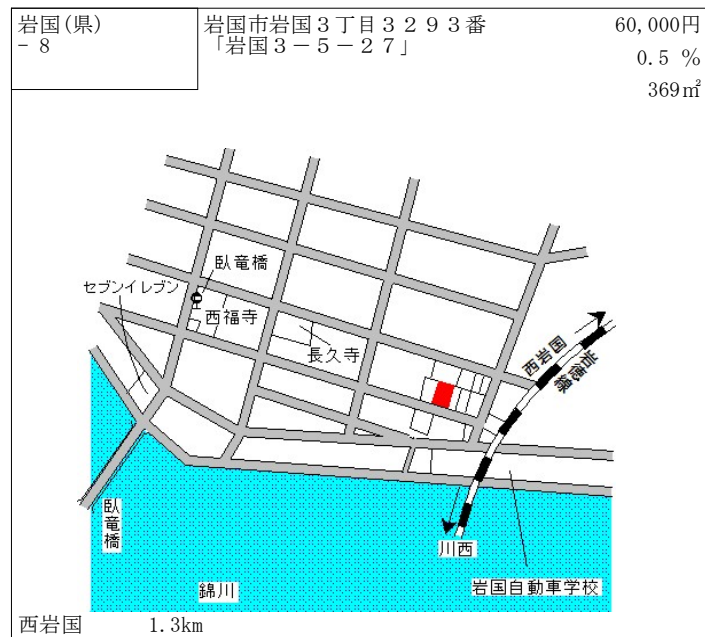 岩国(県)
－８
岩国市岩国３丁目３２９３番
「岩国３－５－２７」
60,000円
0.5 %
369㎡
臥竜橋
セブンイレブン
西福寺
長久寺
西岩国
岩徳線
臥竜橋
川西
錦川
岩国自動車学校
西岩国 1.3km